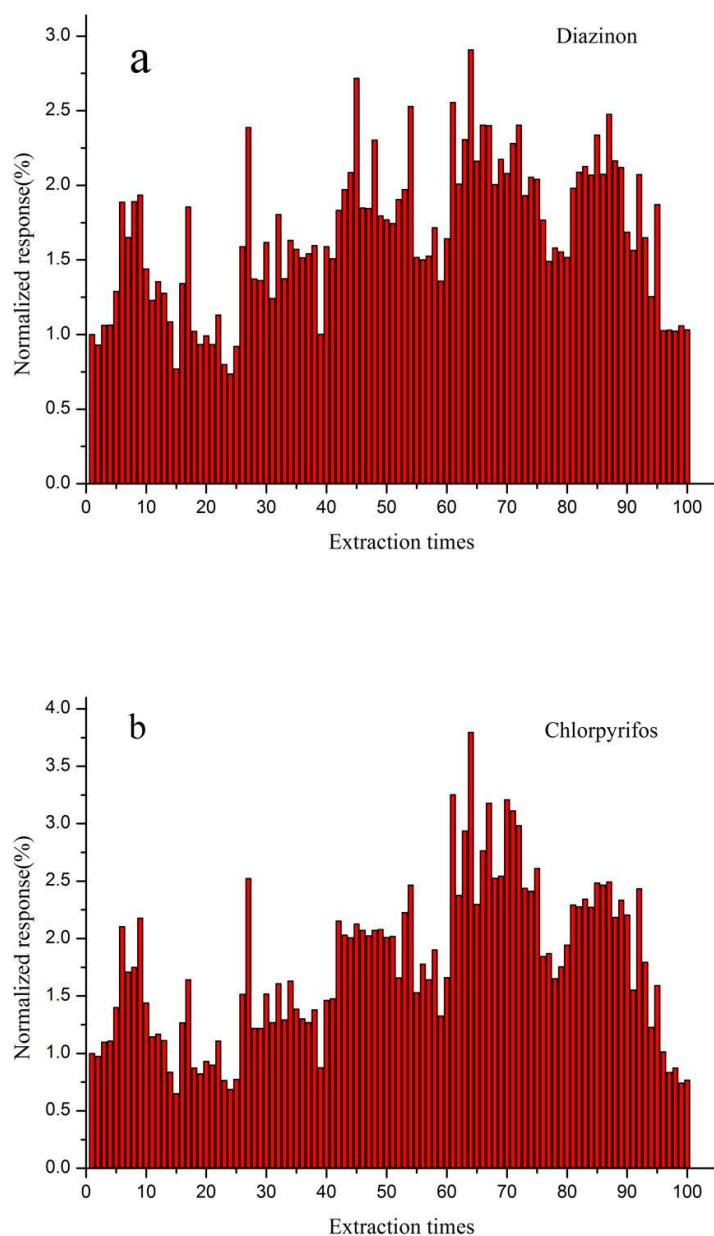 a
Diazinon
Normalized response(%)
3.0
2.5
2.0
1.5
1.0
0.5
0.0
0 10 20 30 40 50 60 70 80 90 100
Extraction times
b
Chlorpyrifos
Normalized response(%)
4.0
3.5
3.0
2.5
2.0
1.5
1.0
0.5
0.0
0 10 20 30 40 50 60 70 80 90 100
Extraction times